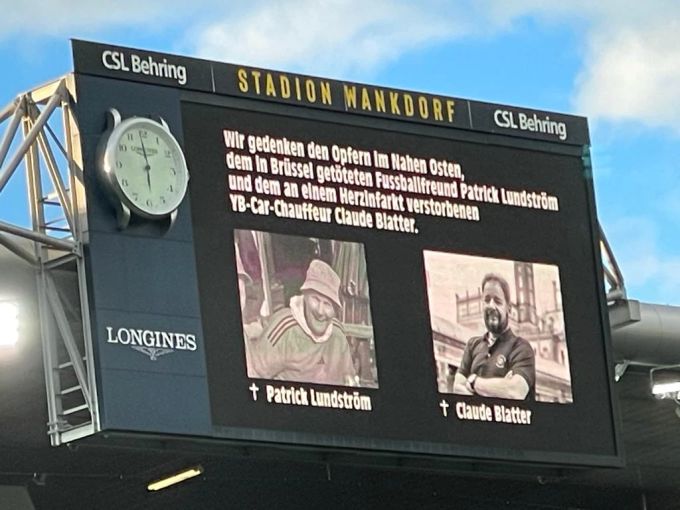 CSL Behring
STADION WANKDORF
CSL Behring
Wir gedenken den Opfern im Nahen Osten,
dem in Brüssel getöteten Fussballfreund Patrick Lundström
und dem an einem Herzinfarkt verstorbenen
YB-Car-Chauffeur Claude Blatter.
LONGINES
† Patrick Lundström
† Claude Blatter